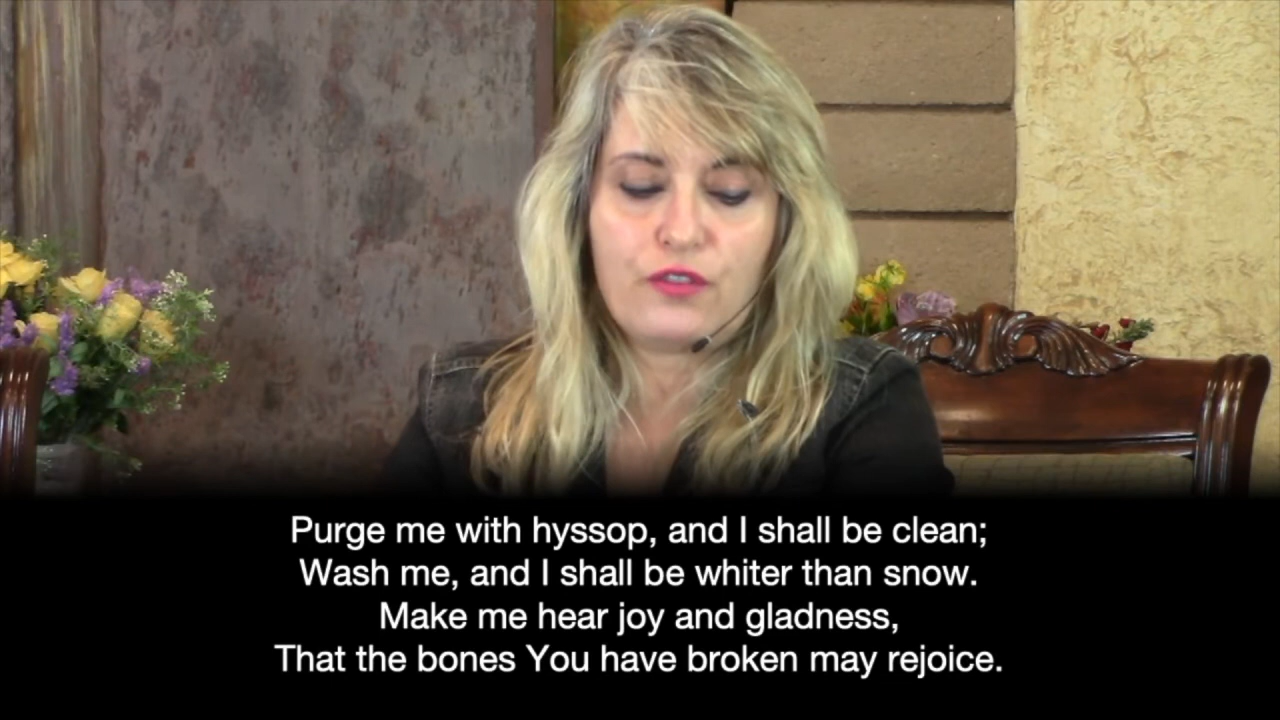 Purge me with hyssop, and I shall be clean;
Wash me, and I shall be whiter than snow.
Make me hear joy and gladness,
That the bones You have broken may rejoice.